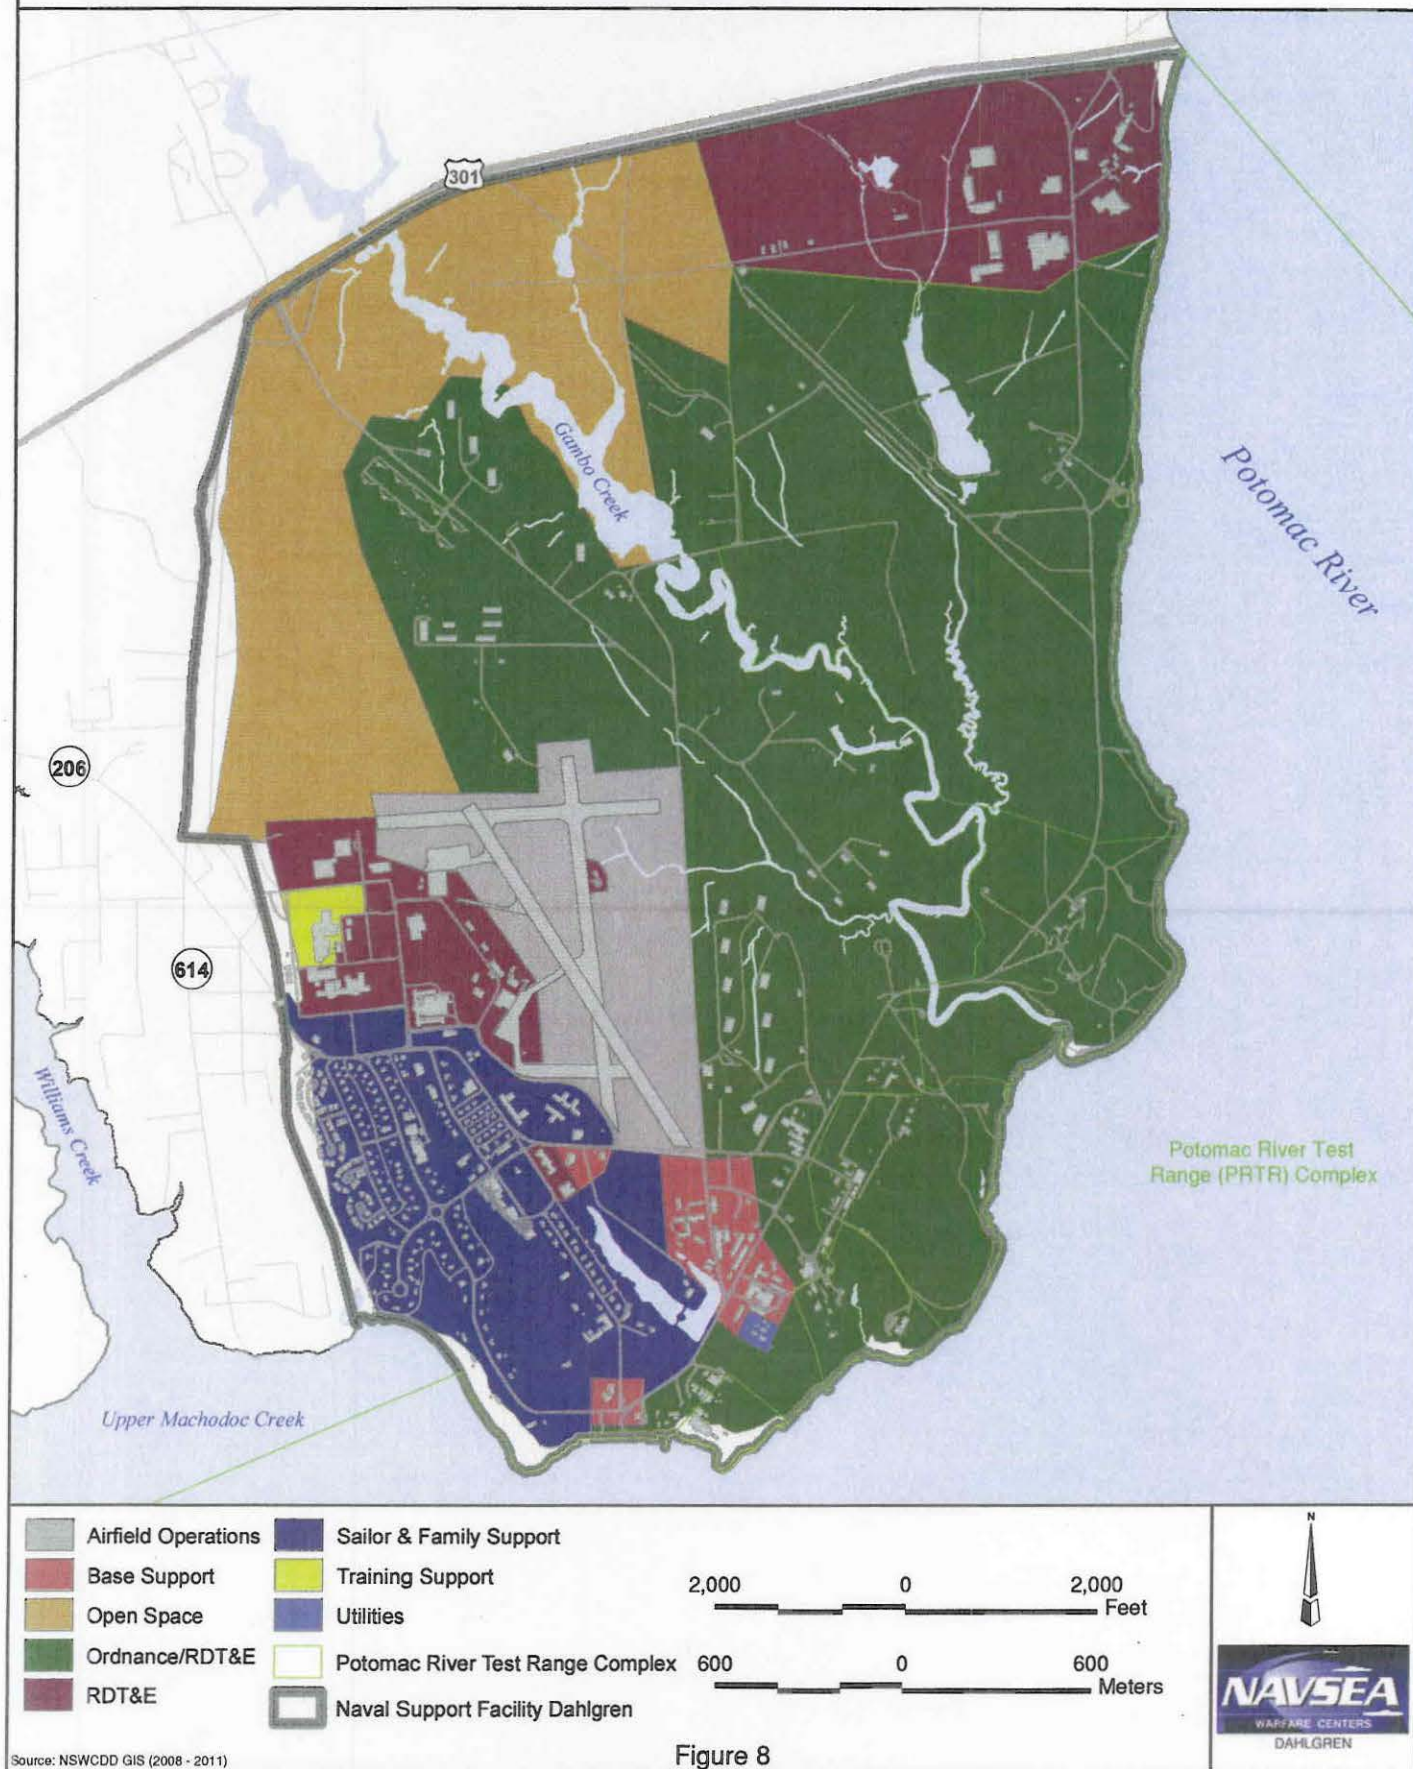 301
Gambo Creek
Potomac River
206
614
Williams Creek
Potomac River Test
Range (PRTR) Complex
Upper Machodoc Creek
Airfield Operations
Base Support
Open Space
Ordnance/RDT&E
RDT&E
Sailor & Family Support
Training Support
Utilities
Potomac River Test Range Complex
Naval Support Facility Dahlgren
2,000 0 2,000
Feet
600 0 600
Meters
N
NAVSEA
WARFARE CENTERS
DAHLGREN
Source: NSWCDD GIS (2008 - 2011)
Figure 8